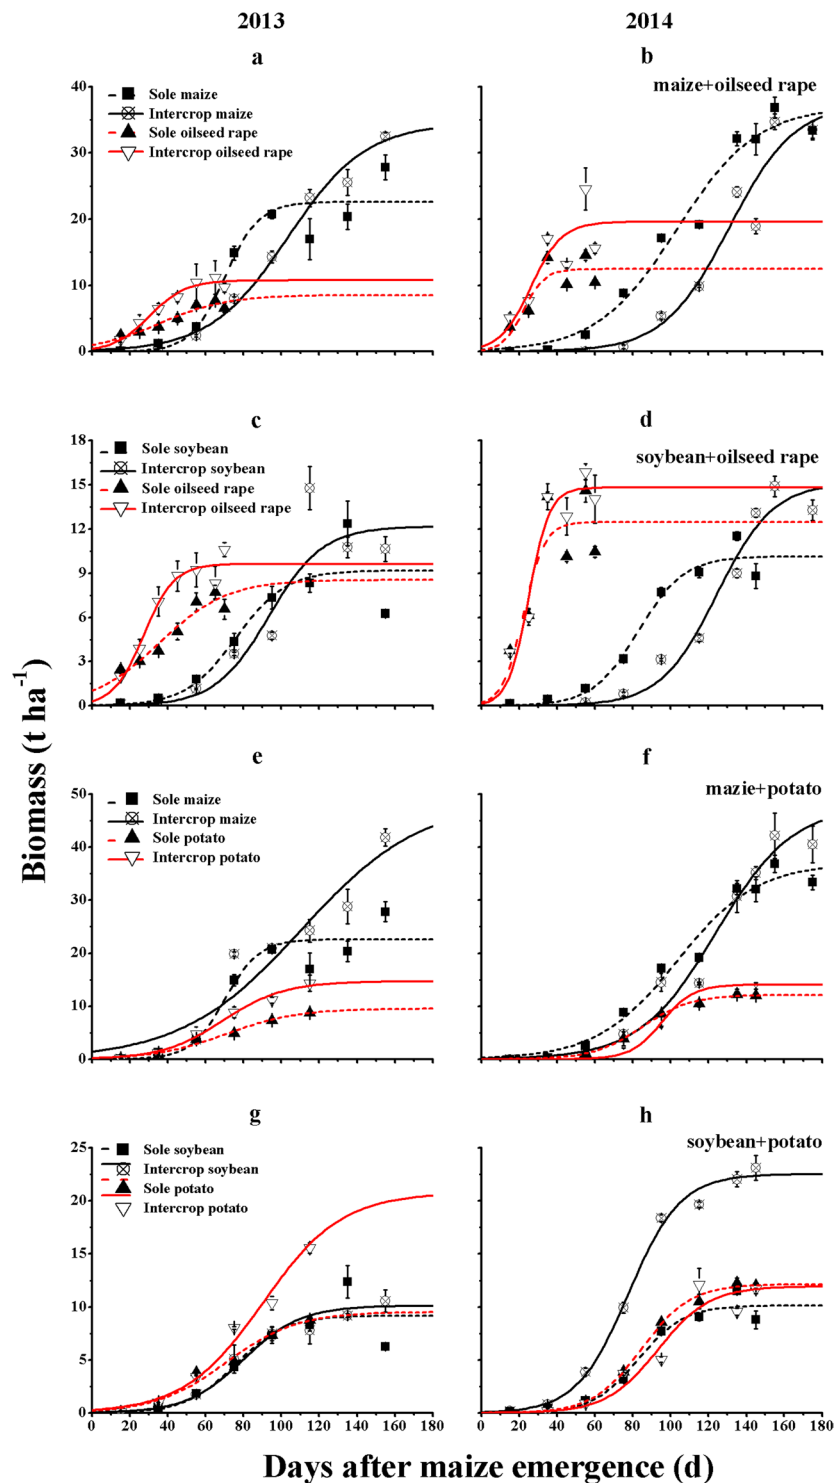 2013
2014
a
b
40
30
20
10
0
Sole maize
Intercrop maize
Sole oilseed rape
Intercrop oilseed rape
maize+oilseed rape
c
d
18
15
12
9
6
3
0
Sole soybean
Intercrop soybean
Sole oilseed rape
Intercrop oilseed rape
soybean+oilseed rape
Biomass (t ha-1)
e
f
50
40
30
20
10
0
Sole maize
Intercrop maize
Sole potato
Intercrop potato
mazie+potato
g
h
25
20
15
10
5
0
Sole soybean
Intercrop soybean
Sole potato
Intercrop potato
soybean+potato
0 20 40 60 80 100 120 140 160 180
0 20 40 60 80 100 120 140 160 180
Days after maize emergence (d)